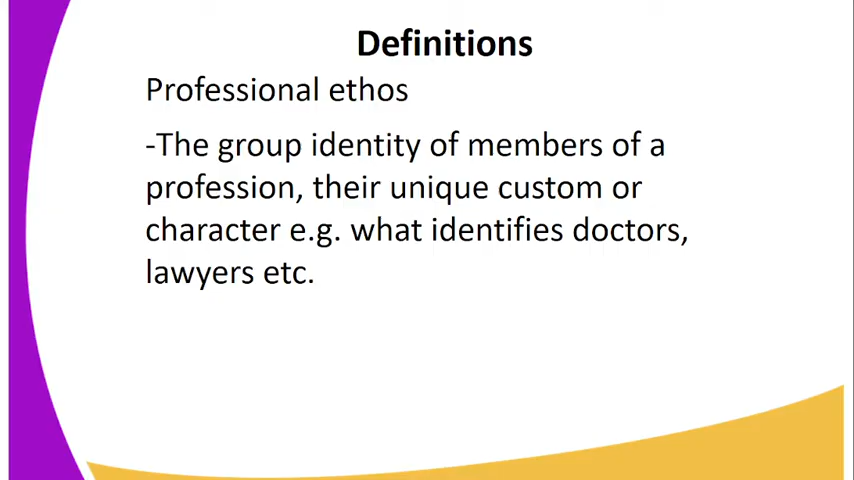 Definitions
Professional ethos
-The group identity of members of a
profession, their unique custom or
character e.g. what identifies doctors,
lawyers etc.